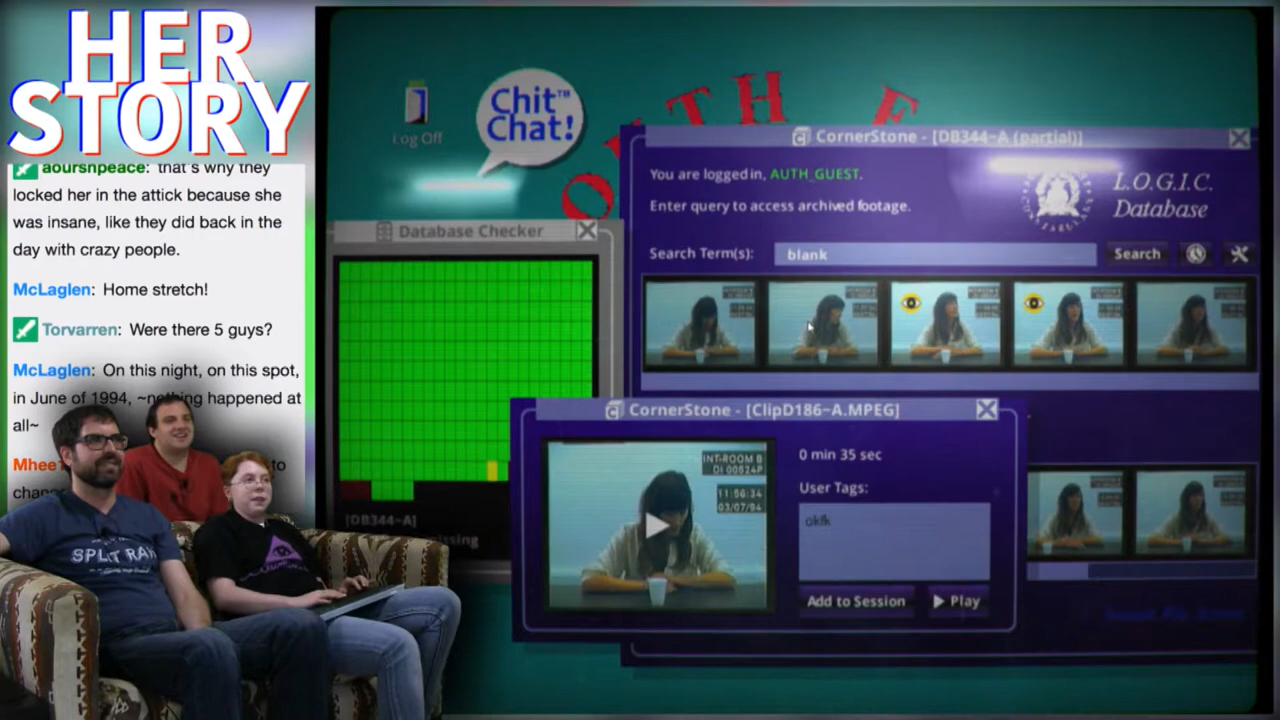 HER
STORY
aourshpeace: that's why they
locked her in the attick because she
was insane, like they did back in the
day with crazy people.
McLaglen: Home stretch!
Torvarren: Were there 5 guys?
McLaglen: On this night, on this spot,
in June of 1994, ~nothing happened at
all~
to
SPLIT
Log Off
Chit™
Chat!
O T H E
Database Checker
[DB344-A]
CornerStone - [DB344-A (partial)]
You are logged in, AUTH_GUEST.
Enter query to access archived footage.
L.O.G.I.C.
Database
Search Term(s):
blank
Search
CornerStone - [ClipD186-A.MPEG]
INT-ROOM B
DI 00624P
11:56:34
03/07/94
0 min 35 sec
User Tags:
okfk
Add to Session
Play